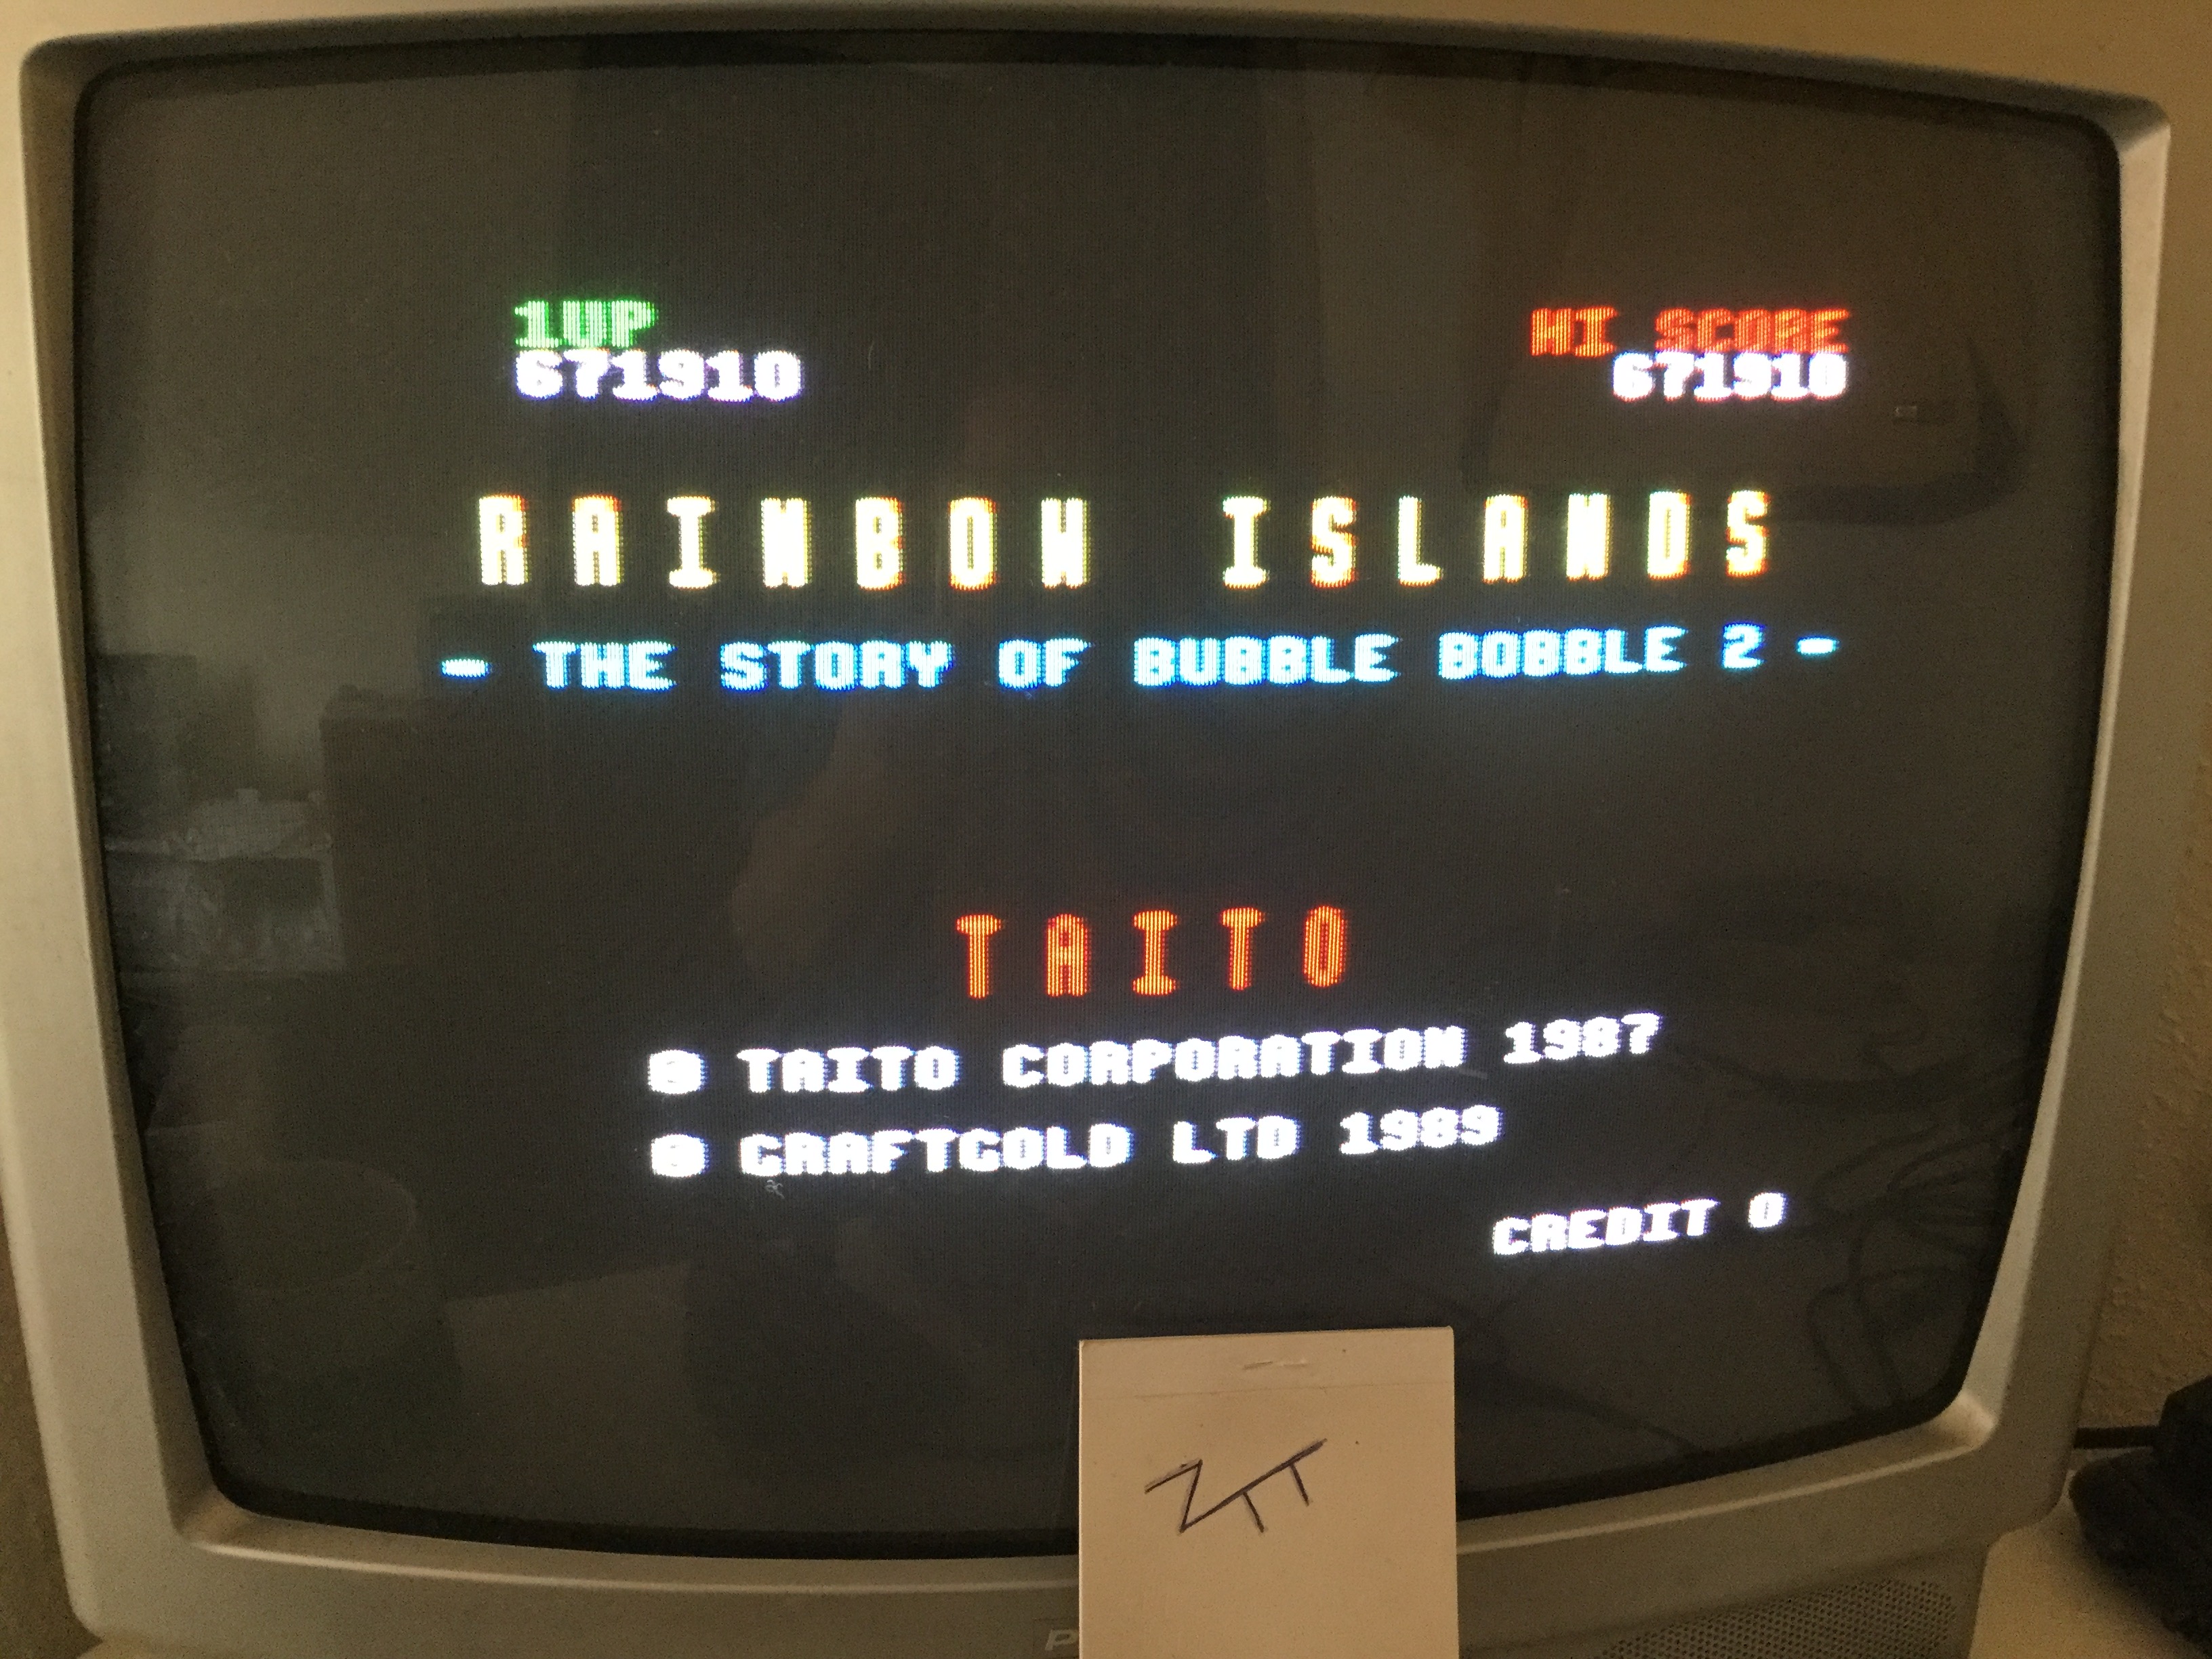 1UP
671910
HI SCORE
671910
RAINBOW ISLANDS
- THE STORY OF BUBBLE BOBBLE 2 -
TAITO
© TAITO CORPORATION 1987
© GRAFTGOLD LTD 1989
CREDIT 0
ZTT